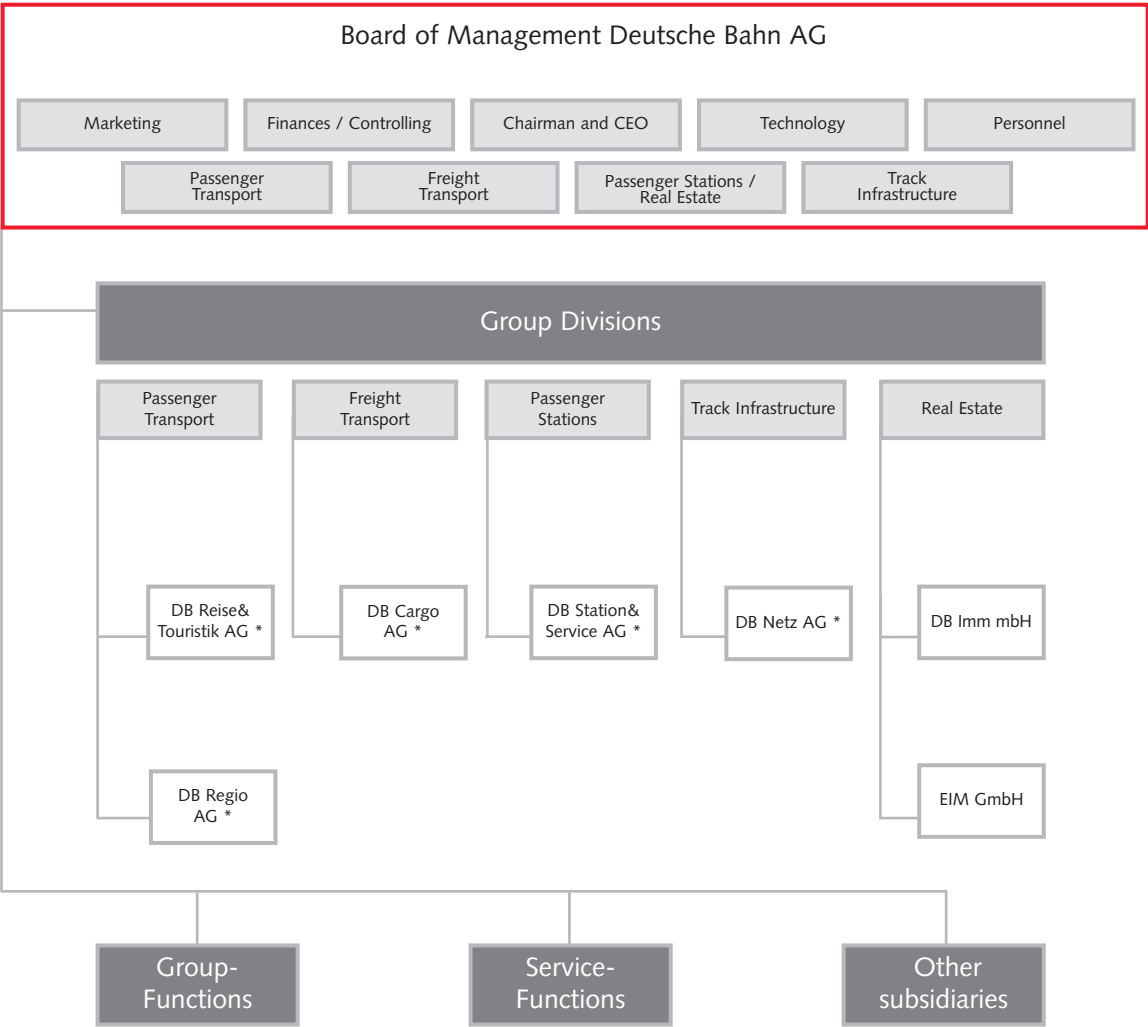 Board of Management Deutsche Bahn AG
Marketing
Finances / Controlling
Chairman and CEO
Technology
Personnel
Passenger
Transport
Freight
Transport
Passenger Stations /
Real Estate
Track
Infrastructure
Group Divisions
Passenger
Transport
Freight
Transport
Passenger
Stations
Track Infrastructure
Real Estate
DB Reise&
Touristik AG *
DB Cargo
AG *
DB Station&
Service AG *
DB Netz AG *
DB Imm mbH
DB Regio
AG *
EIM GmbH
Group-
Functions
Service-
Functions
Other
subsidiaries